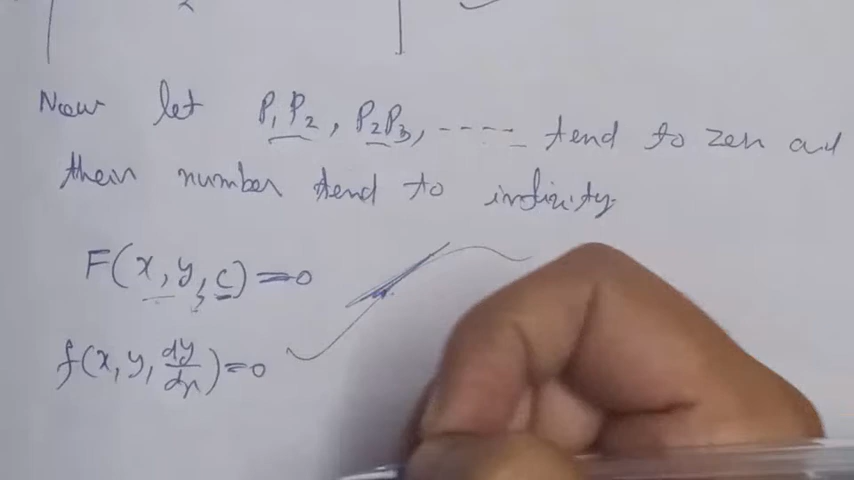 Now let P₁P₂, P₂P₃, ----- tend to zero and
their number tend to infinity.
F(x, y, c) = 0
f(x, y, dy/dx) = 0